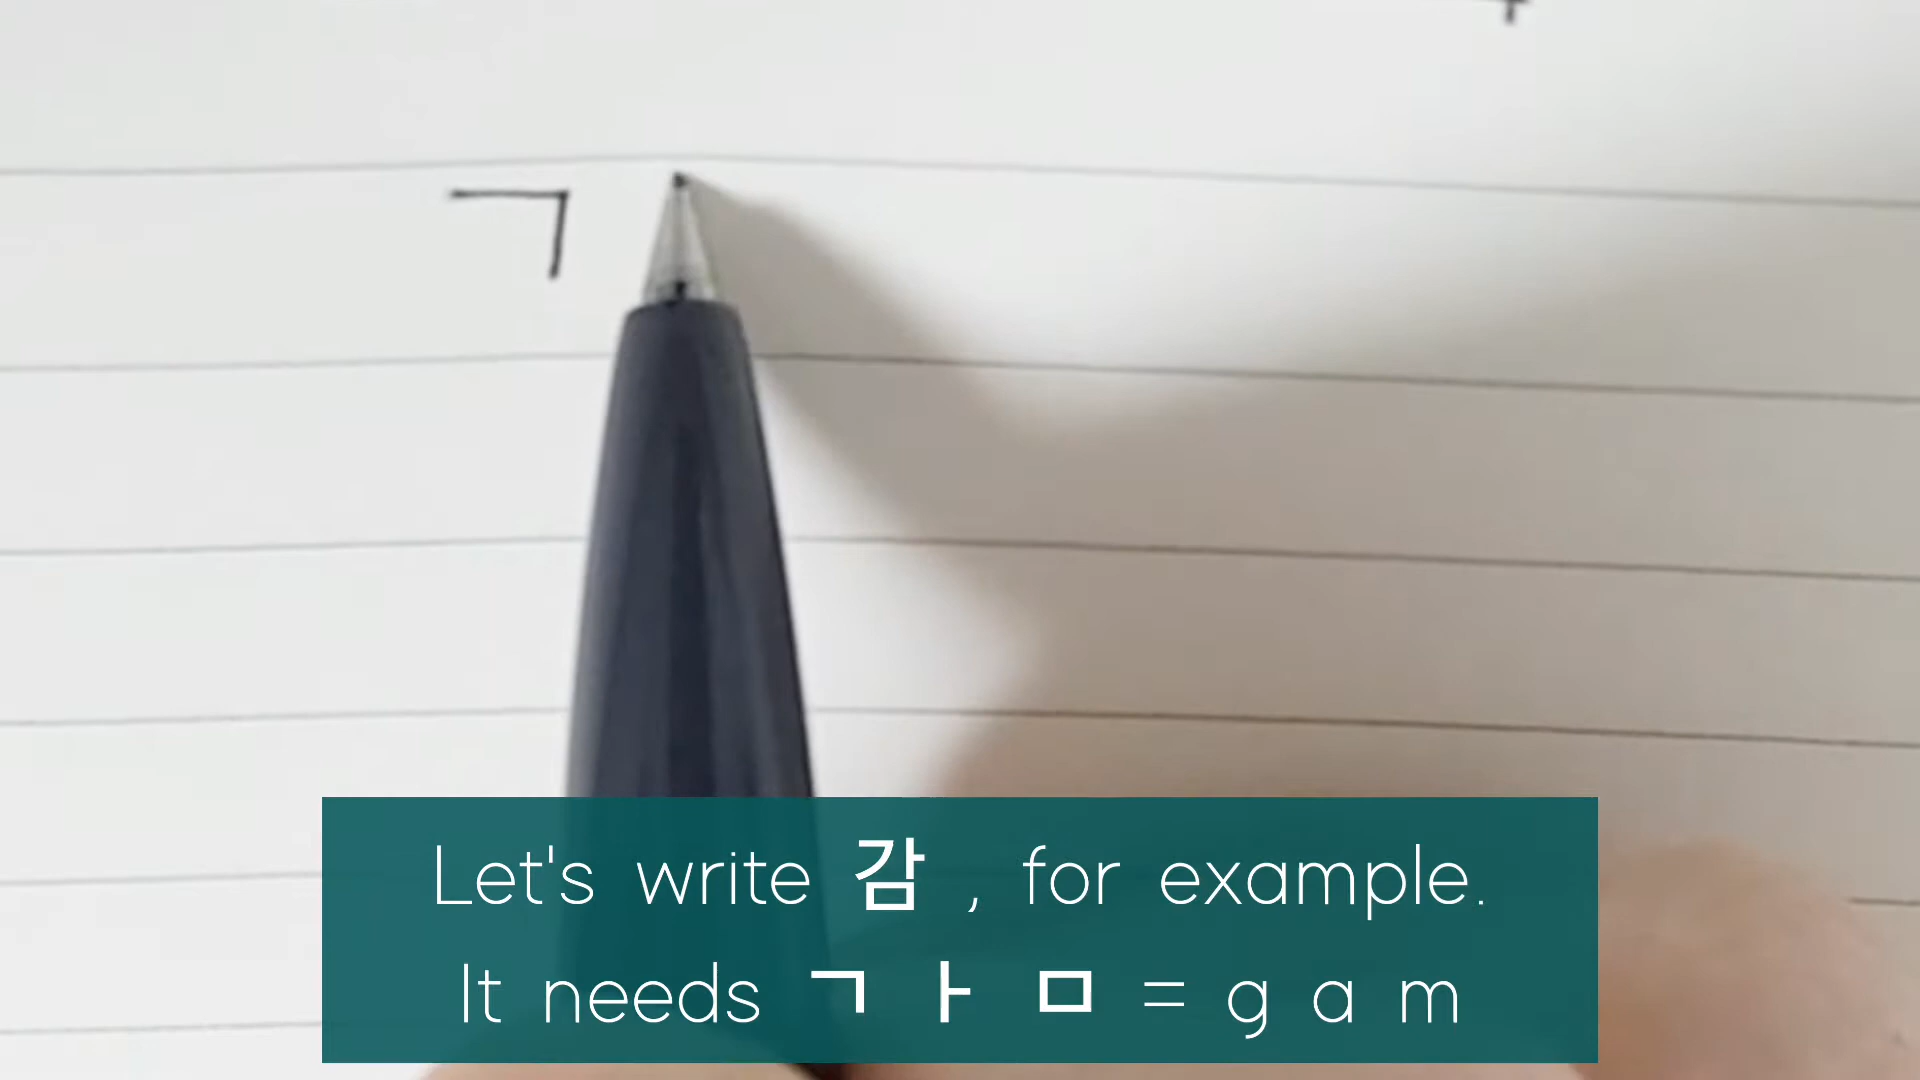 ㄱ
Let's write 감 , for example.
It needs ㄱ ㅏ ㅁ = g a m